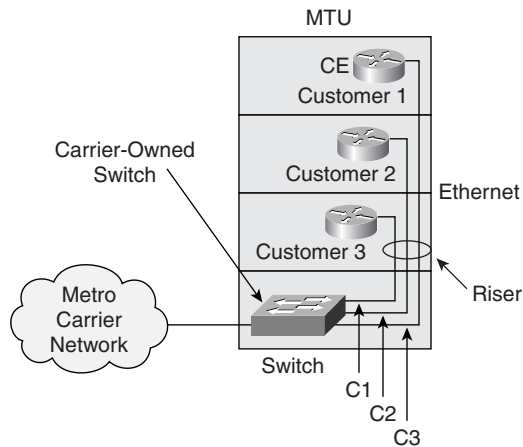 MTU
CE
Customer 1
Carrier-Owned
Switch
Customer 2
Ethernet
Customer 3
Riser
Metro
Carrier
Network
Switch
C1
C2
C3